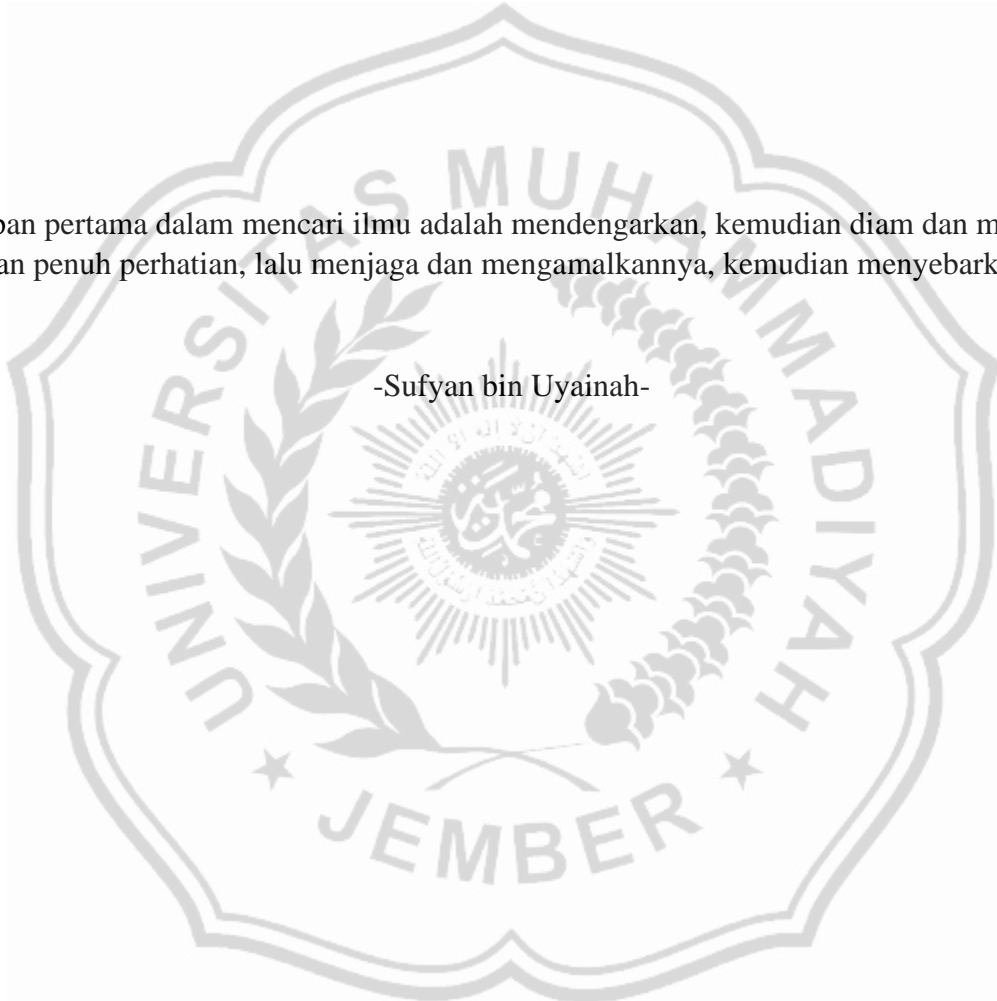 UNIVERSITAS MUHAMMADIYAH
pan pertama dalam mencari ilmu adalah mendengarkan, kemudian diam dan m
an penuh perhatian, lalu menjaga dan mengamalkannya, kemudian menyebark
-Sufyan bin Uyainah-
JEMBER